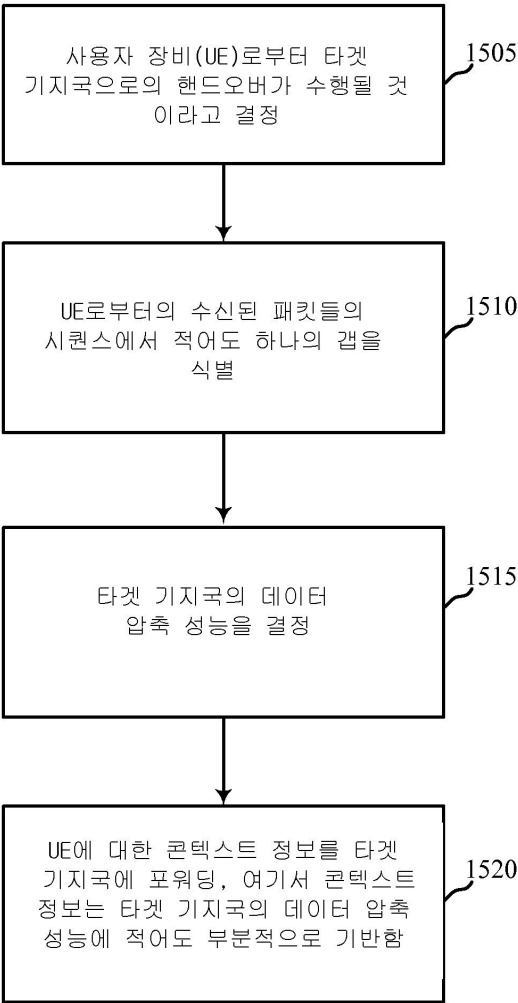 사용자 장비(UE)로부터 타겟
기지국으로의 핸드오버가 수행될 것
이라고 결정
1505
UE로부터의 수신된 패킷들의
시퀀스에서 적어도 하나의 갭을
식별
1510
타겟 기지국의 데이터
압축 성능을 결정
1515
UE에 대한 콘텍스트 정보를 타겟
기지국에 포워딩, 여기서 콘텍스트
정보는 타겟 기지국의 데이터 압축
성능에 적어도 부분적으로 기반함
1520